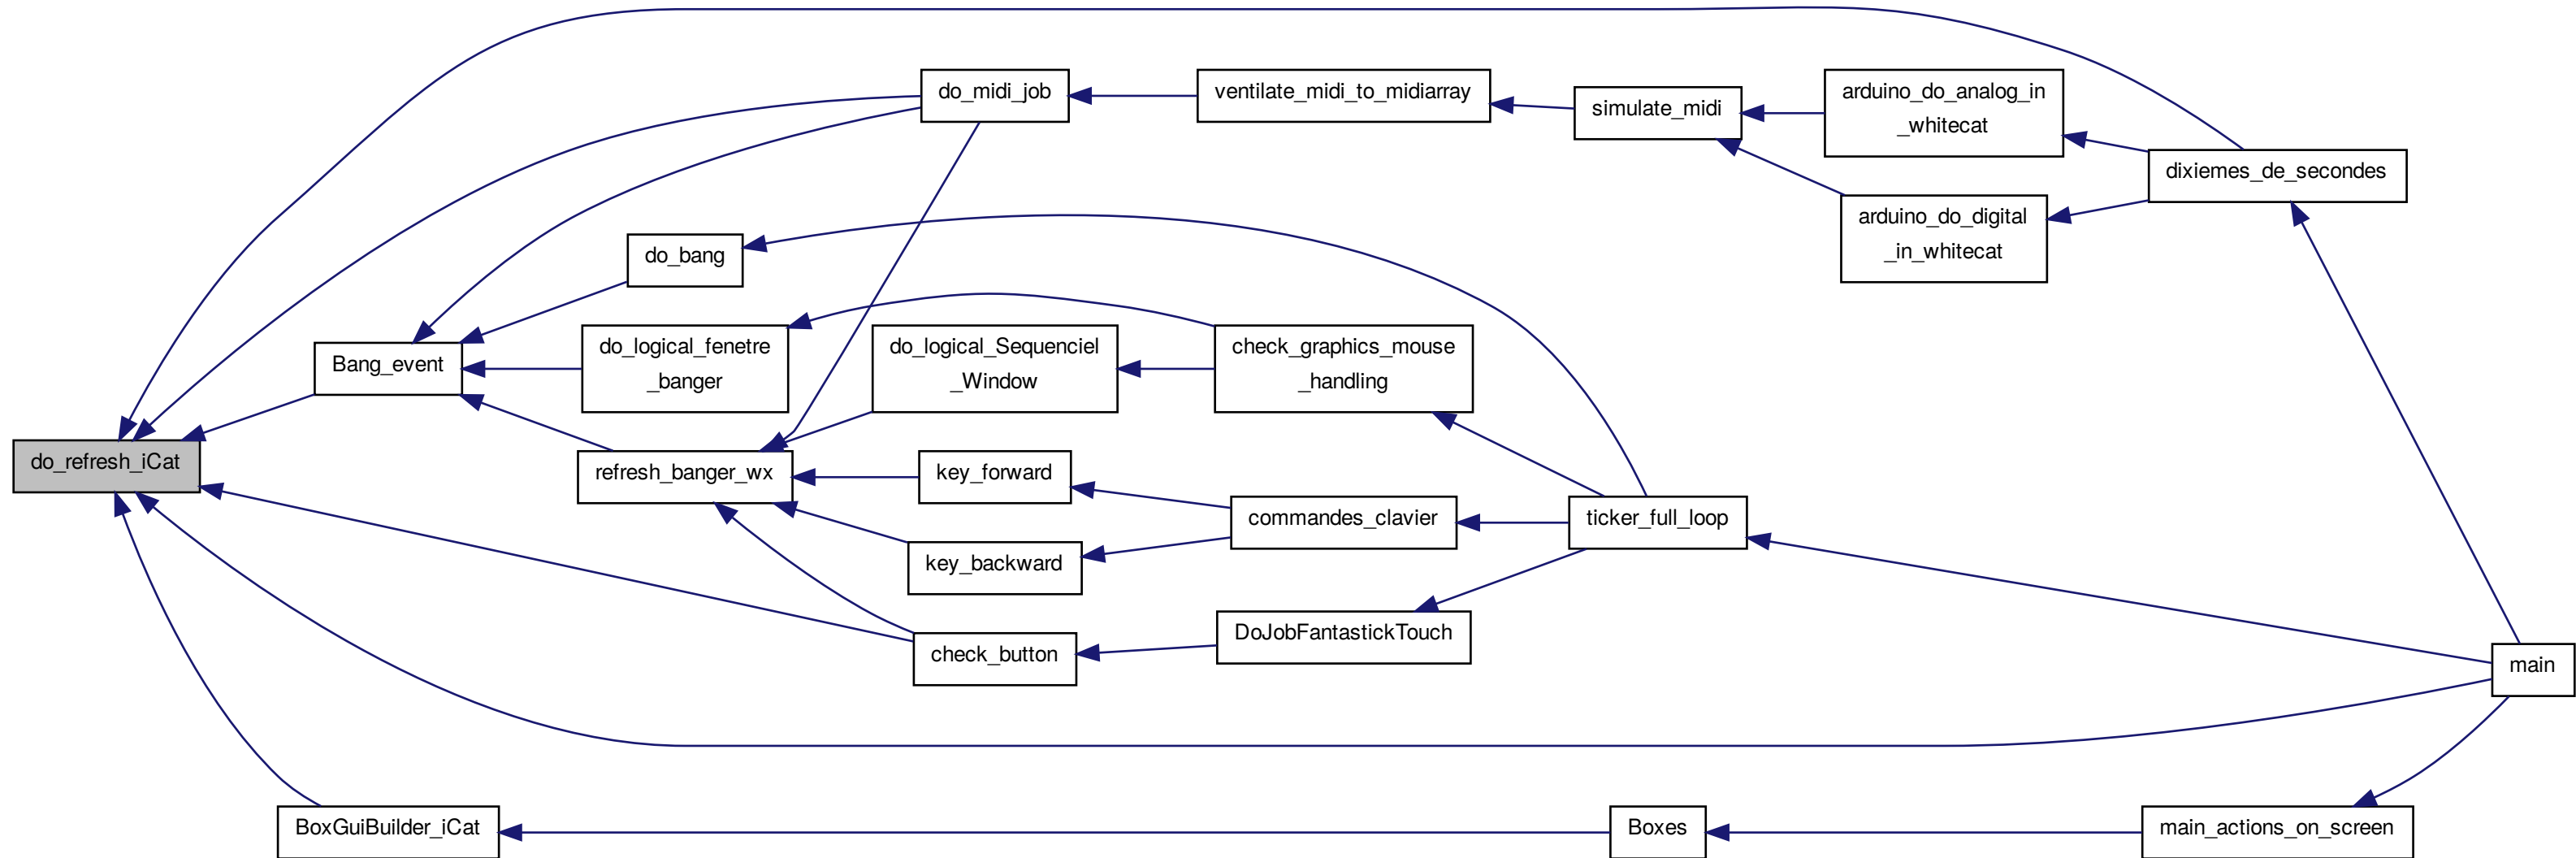 do_midi_job
ventilate_midi_to_midiarray
simulate_midi
arduino_do_analog_in
_whitecat
dixiemes_de_secondes
arduino_do_digital
_in_whitecat
do_bang
Bang_event
do_logical_fenetre
_banger
do_logical_Sequenciel
_Window
check_graphics_mouse
_handling
do_refresh_iCat
refresh_banger_wx
key_forward
commandes_clavier
ticker_full_loop
key_backward
DoJobFantastickTouch
check_button
main
BoxGuiBuilder_iCat
Boxes
main_actions_on_screen